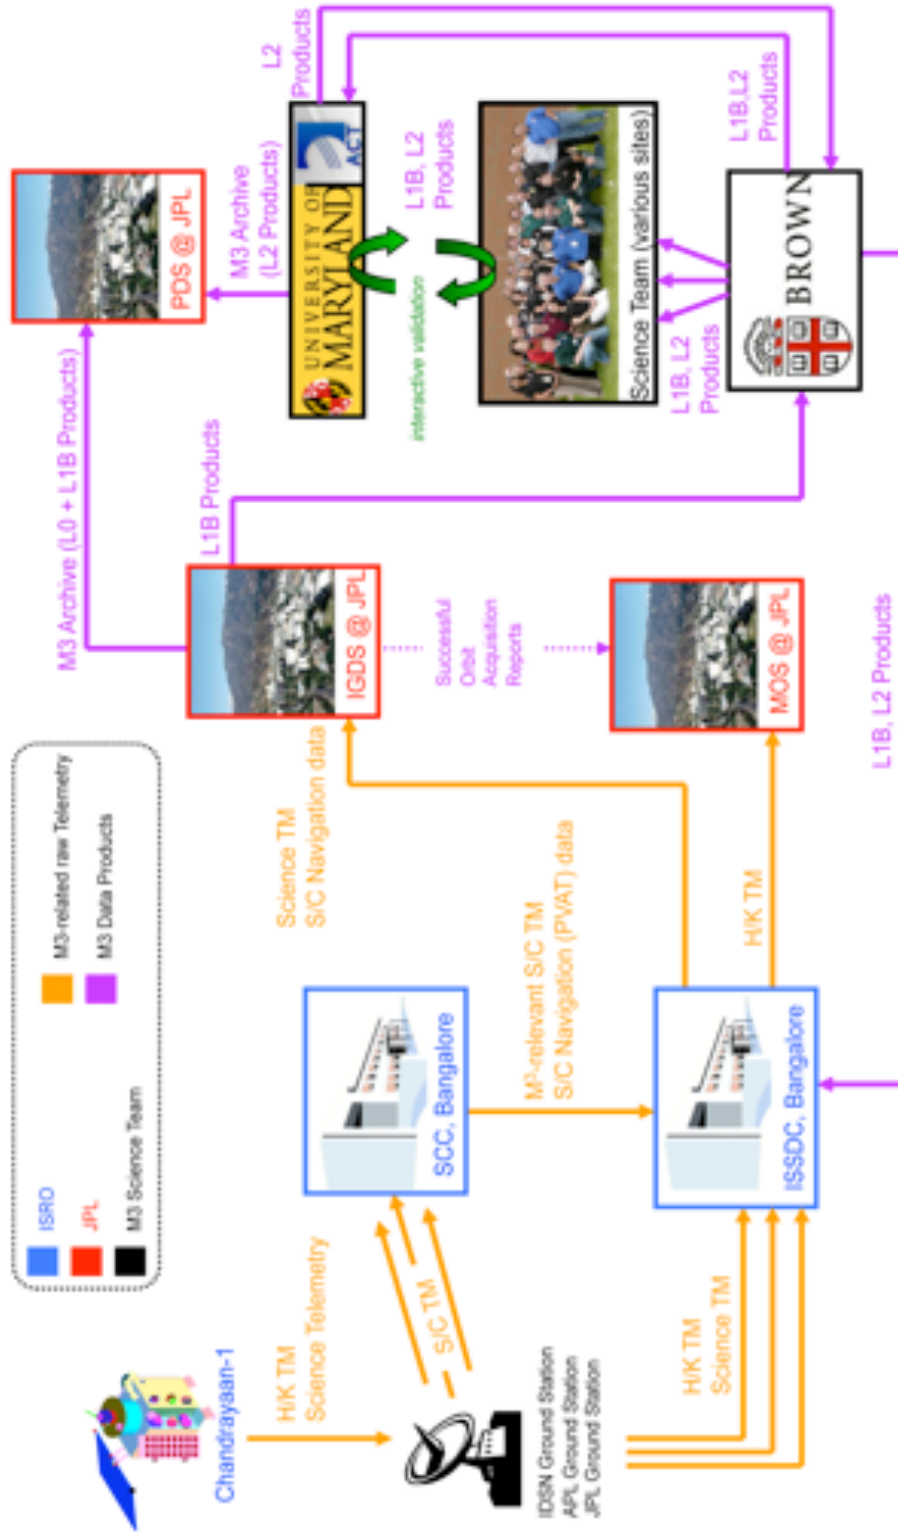 Chandrayaan-1
H/K TM
Science Telemetry
IDSN Ground Station
APL Ground Station
JPL Ground Station
S/C TM
H/K TM
Science TM
ISRO
JPL
M3 Science Team
M3-related raw Telemetry
M3 Data Products
SCC, Bangalore
M³-relevant S/C TM
S/C Navigation (PVAT) data
ISSDC, Bangalore
Science TM
S/C Navigation data
H/K TM
M3 Archive (L0 + L1B Products)
L1B Products
IGDS @ JPL
Successful
Orbit
Acquisition
Reports
MOS @ JPL
L1B, L2 Products
PDS @ JPL
M3 Archive
(L2 Products)
UNIVERSITY OF
MARYLAND
ACT
L2
Products
interactive validation
L1B, L2
Products
Science Team (various sites)
L1B, L2
Products
L1B,L2
Products
BROWN